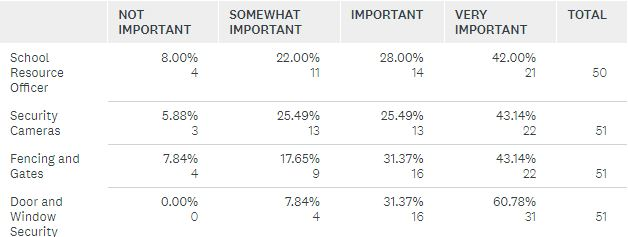 NOT IMPORTANT SOMEWHAT IMPORTANT IMPORTANT VERY IMPORTANT TOTAL
School Resource Officer 8.00% 22.00% 28.00% 42.00%
4 11 14 21 50
Security Cameras 5.88% 25.49% 25.49% 43.14%
3 13 13 22 51
Fencing and Gates 7.84% 17.65% 31.37% 43.14%
4 9 16 22 51
Door and Window Security 0.00% 7.84% 31.37% 60.78%
0 4 16 31 51